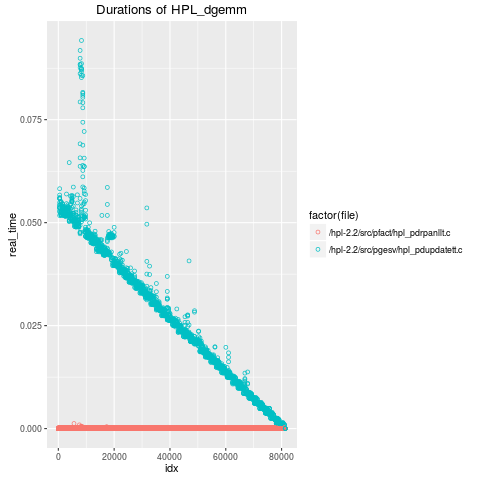 Durations of HPL_dgemm
real_time
0.075
0.050
0.025
0.000
0
20000
40000
60000
80000
idx
factor(file)
/hpl-2.2/src/pfact/hpl_pdrpanllt.c
/hpl-2.2/src/pgesv/hpl_pdupdatett.c